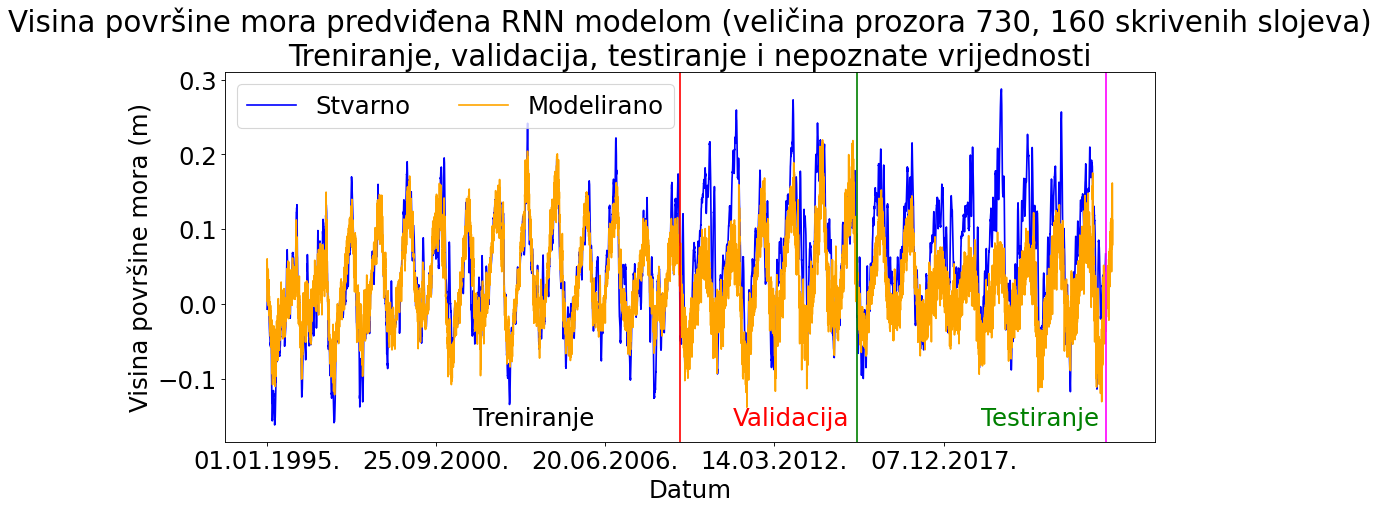 Visina površine mora predviđena RNN modelom (veličina prozora 730, 160 skrivenih slojeva)
Treniranje, validacija, testiranje i nepoznate vrijednosti
Stvarno Modelirano
Visina površine mora (m)
0.3
0.2
0.1
0.0
−0.1
Treniranje Validacija Testiranje
01.01.1995. 25.09.2000. 20.06.2006. 14.03.2012. 07.12.2017.
Datum